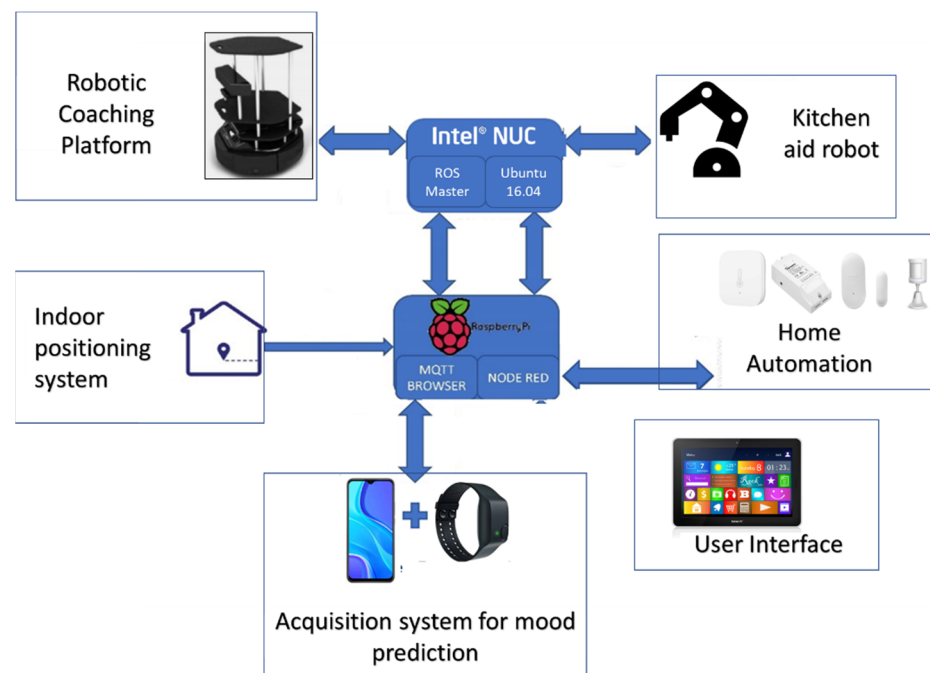 Robotic
Coaching
Platform
Intel® NUC
ROS
Master
Ubuntu
16.04
Kitchen
aid robot
Indoor
positioning
system
Raspberry Pi
MQTT
BROWSER
NODE RED
Home
Automation
User Interface
Acquisition system for mood
prediction